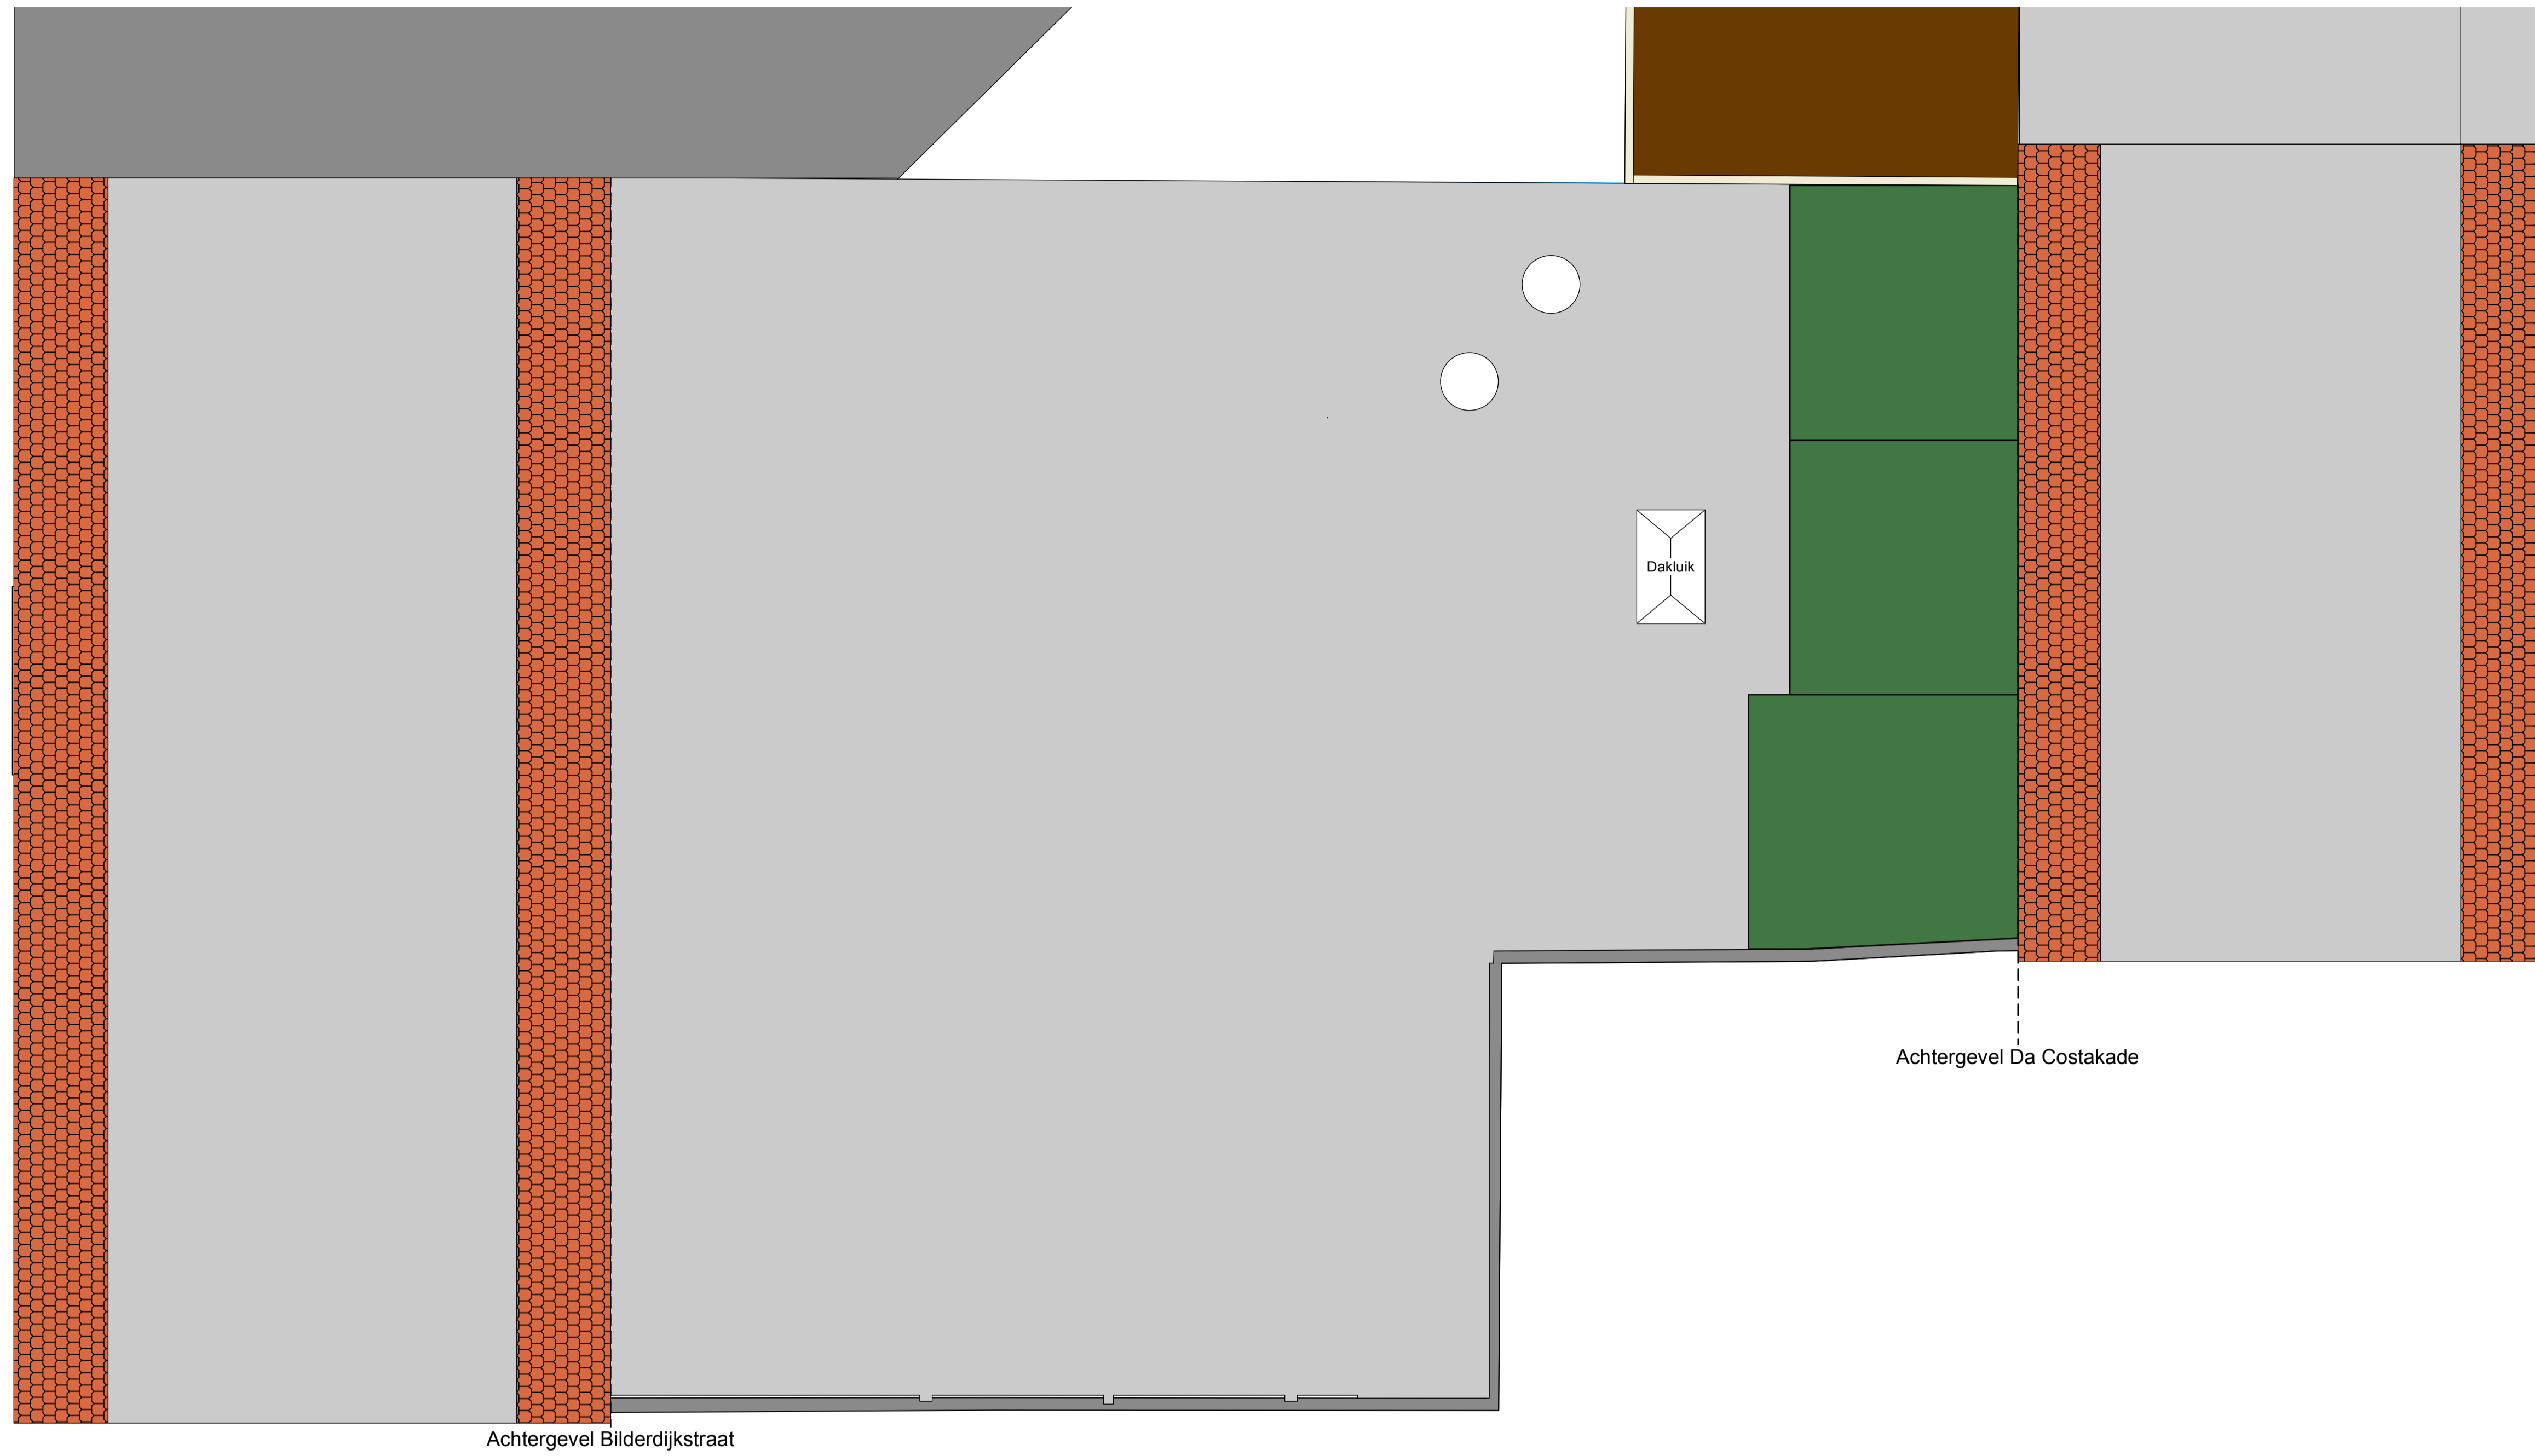 Dakluik
Achtergevel Da Costakade
Achtergevel Bilderdijkstraat